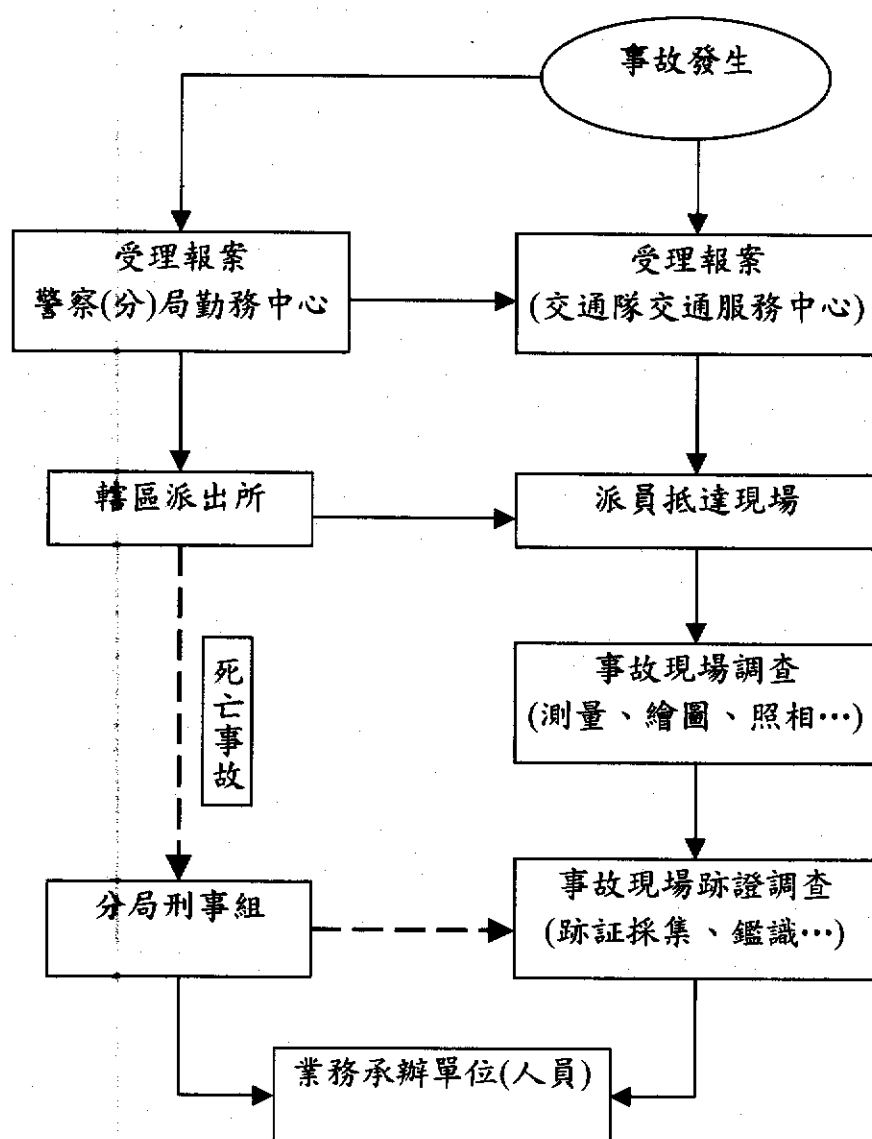 事故發生
受理報案
警察(分)局勤務中心
受理報案
(交通隊交通服務中心)
轄區派出所
派員抵達現場
死亡事故
事故現場調查
(測量、繪圖、照相…)
分局刑事組
事故現場跡證調查
(跡証採集、鑑識…)
業務承辦單位(人員)